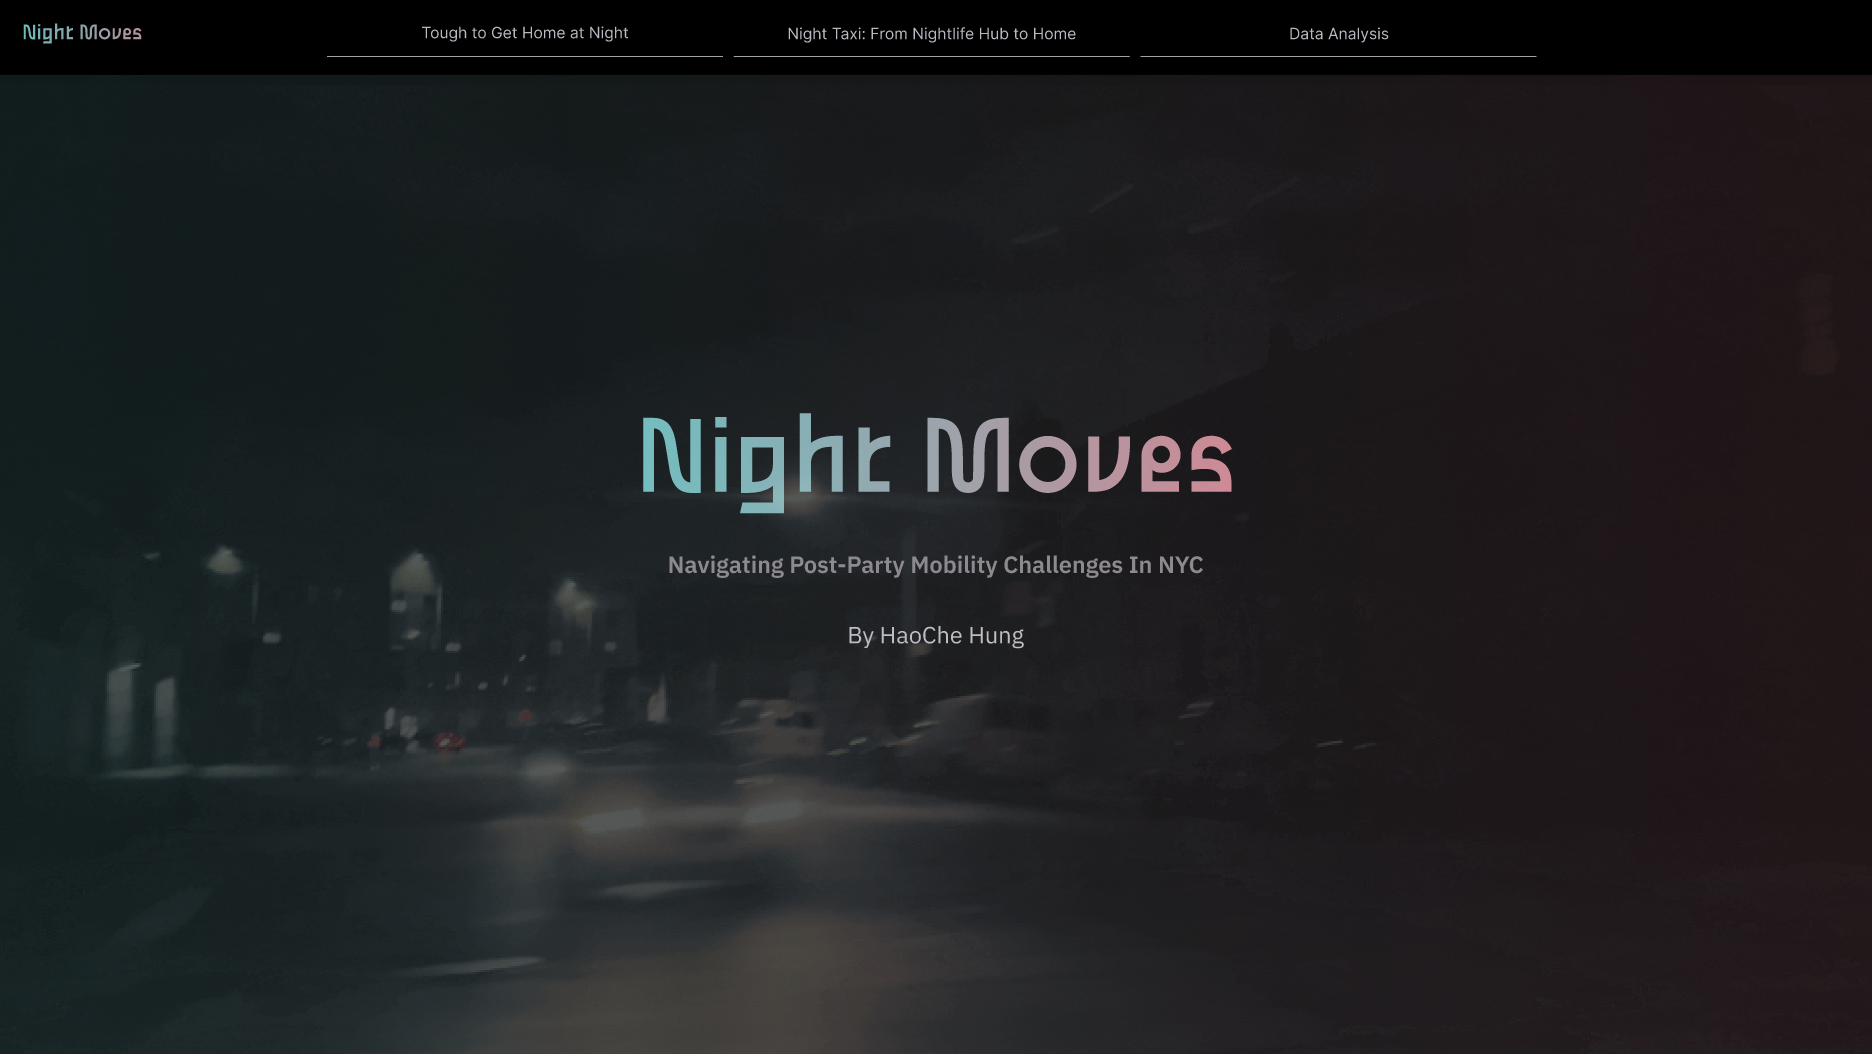 Night Moves
Tough to Get Home at Night
Night Taxi: From Nightlife Hub to Home
Data Analysis
Night Moves
Navigating Post-Party Mobility Challenges In NYC
By HaoChe Hung